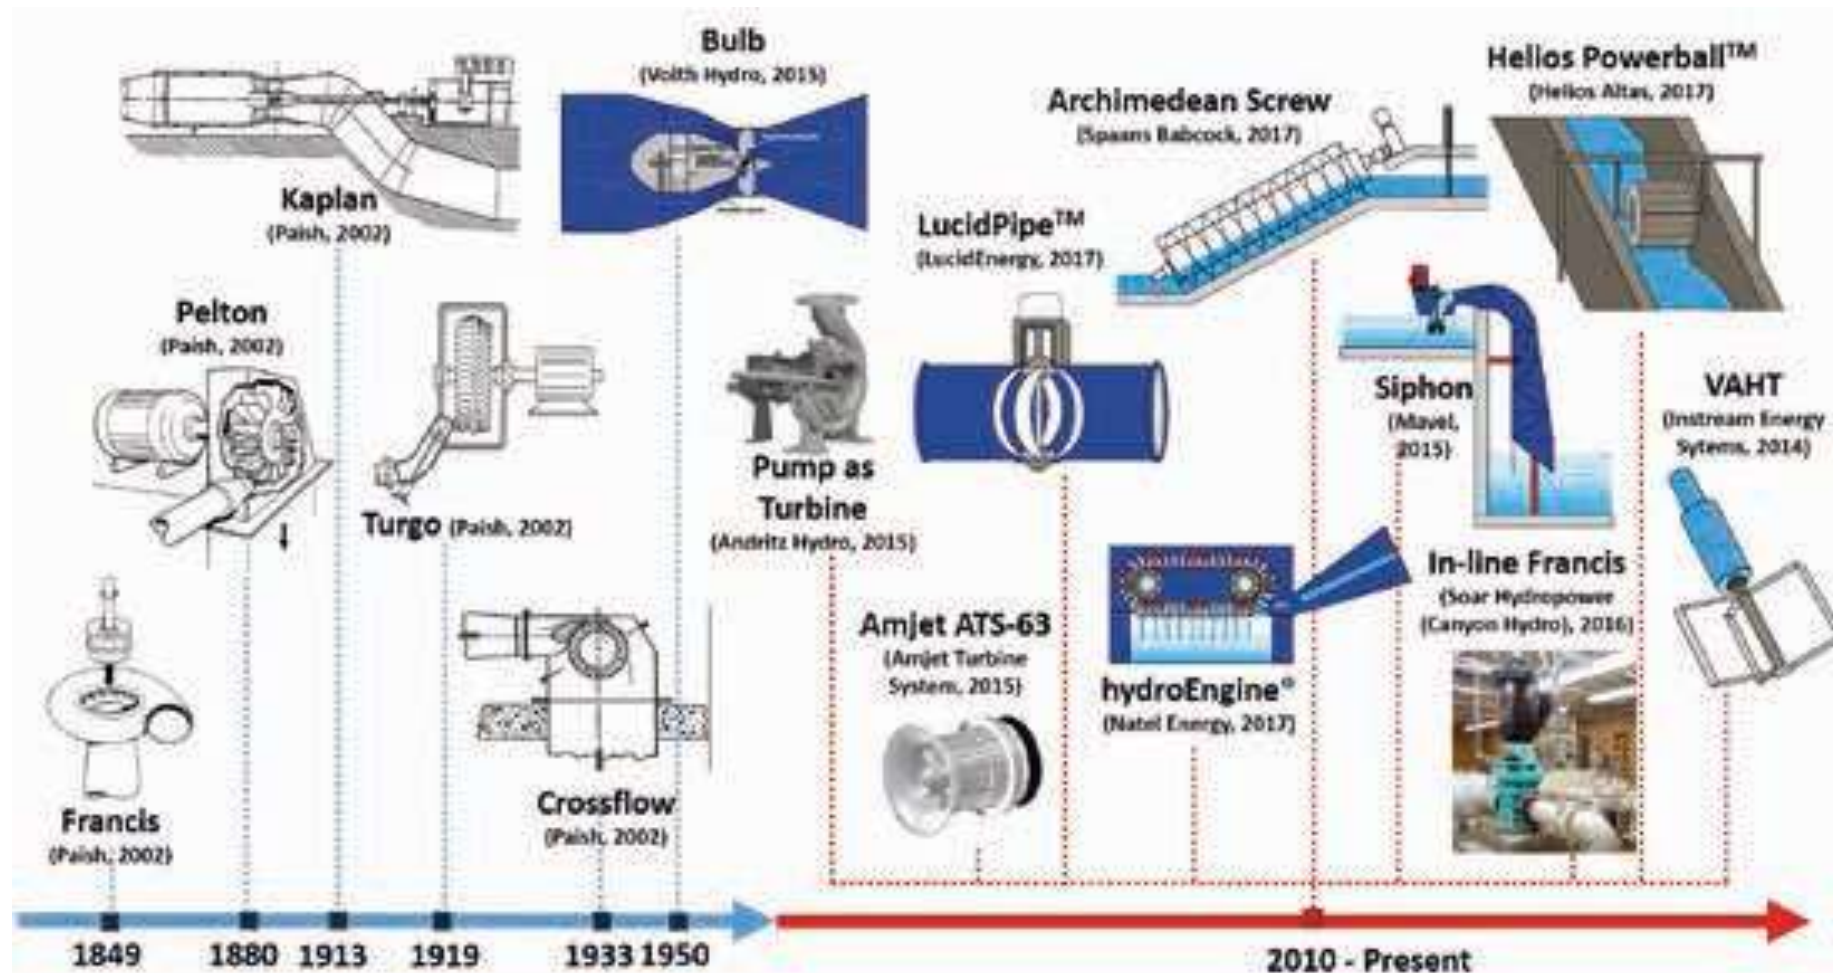 Bulb
(Voith Hydro, 2015)
Helios Powerball™
(Helios Altas, 2017)
Archimedean Screw
(Spaans Babcock, 2017)
Kaplan
(Paish, 2002)
LucidPipe™
(LucidEnergy, 2017)
Pelton
(Paish, 2002)
Siphon
(Mavel,
2015)
VAHT
(Instream Energy
Sytems, 2014)
Pump as
Turbine
(Andritz Hydro, 2015)
Turgo (Paish, 2002)
In-line Francis
(Soar Hydropower
(Canyon Hydro), 2016)
Amjet ATS-63
(Amjet Turbine
System, 2015)
hydroEngine®
(Natel Energy, 2017)
Crossflow
(Paish, 2002)
Francis
(Paish, 2002)
1849
1880
1913
1919
1933
1950
2010 - Present